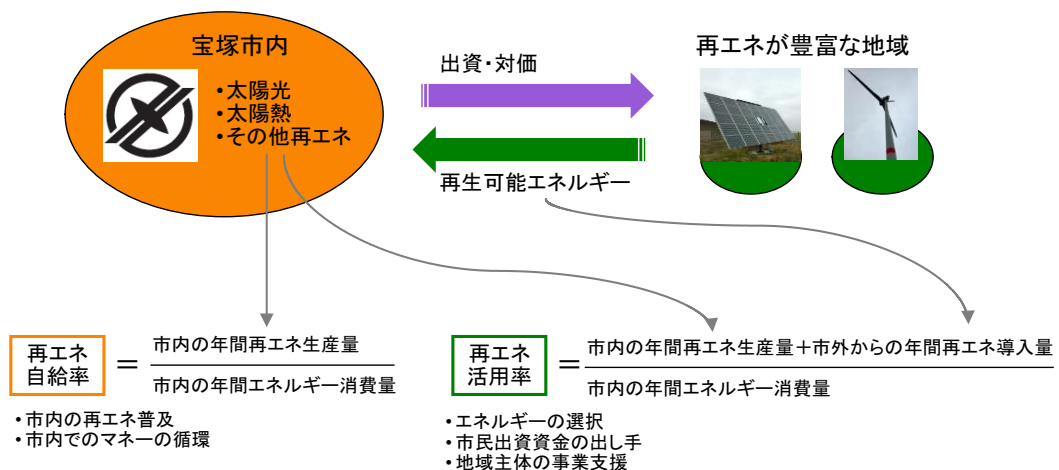 宝塚市内
・太陽光
・太陽熱
・その他再エネ
出資・対価
再生可能エネルギー
再エネが豊富な地域
再エネ
自給率
＝
市内の年間再エネ生産量
市内の年間エネルギー消費量
・市内の再エネ普及
・市内でのマネーの循環
再エネ
活用率
＝
市内の年間再エネ生産量＋市外からの年間再エネ導入量
市内の年間エネルギー消費量
・エネルギーの選択
・市民出資資金の出し手
・地域主体の事業支援